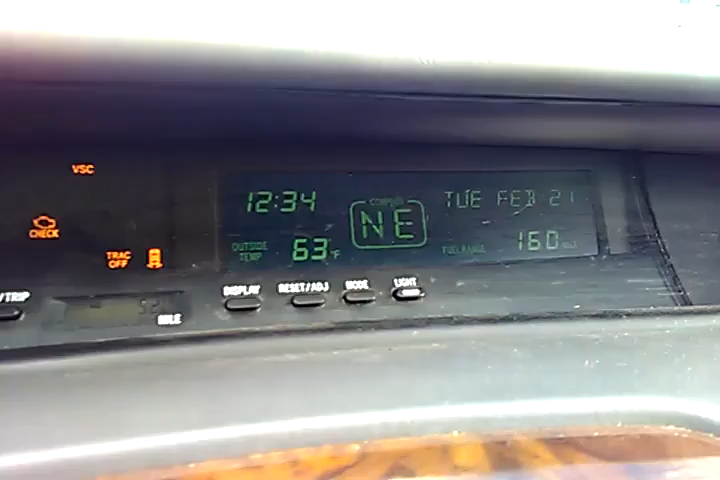 VSC
CHECK
TRAC
OFF
12:34
COMPASS
NE
TUE FEB 21
OUTSIDE
TEMP
63°F
FUEL RANGE
160 MILE
/TRIP
MILE
DISPLAY
RESET/ADJ
MODE
LIGHT